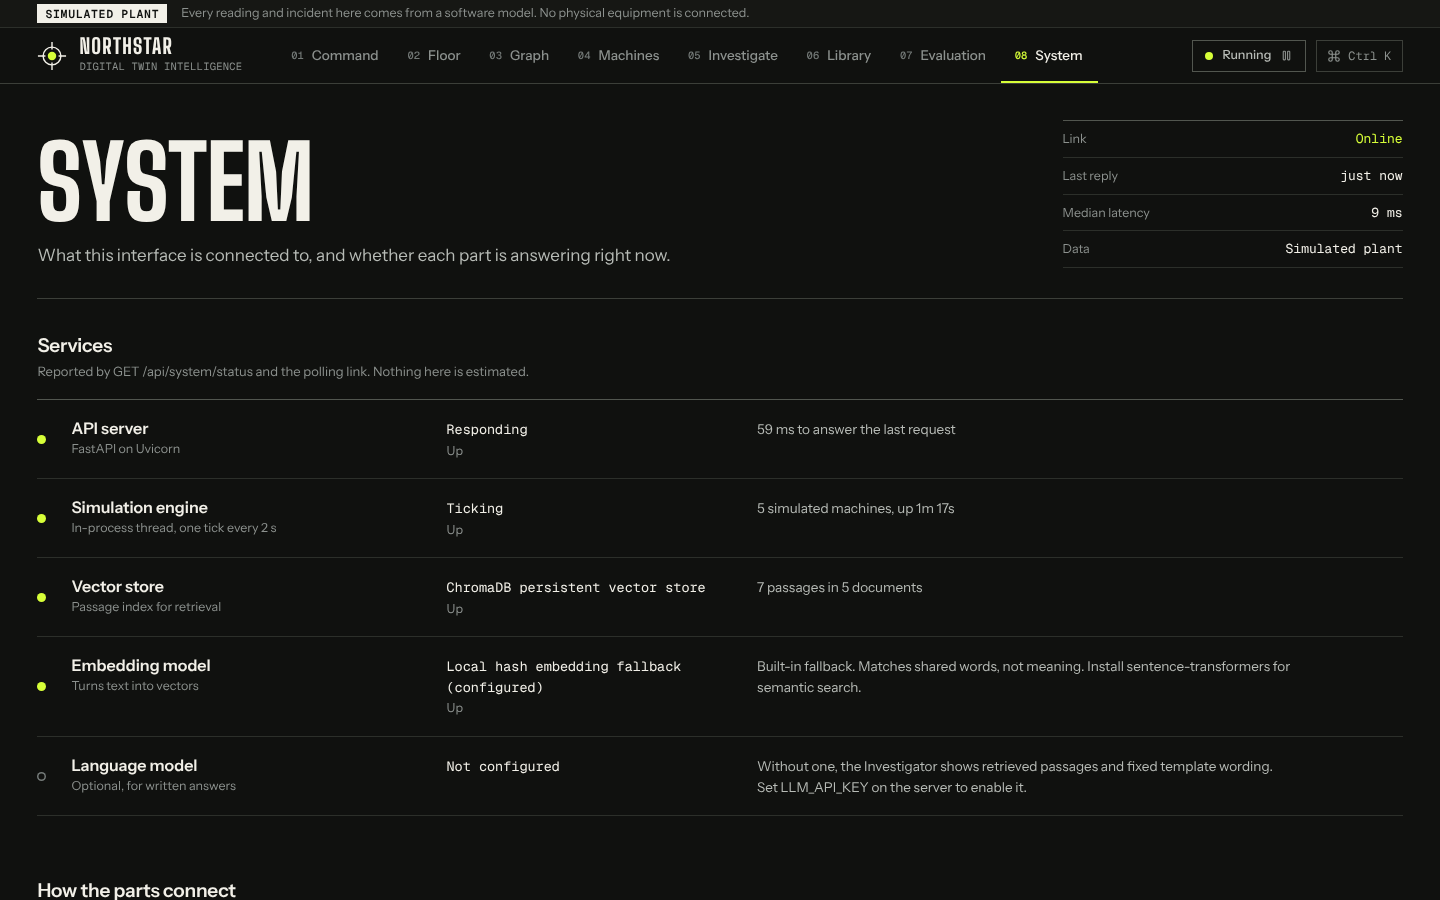 SIMULATED PLANT Every reading and incident here comes from a software model. No physical equipment is connected.
NORTHSTAR
DIGITAL TWIN INTELLIGENCE
01 Command 02 Floor 03 Graph 04 Machines 05 Investigate 06 Library 07 Evaluation 08 System
Running ⌘ Ctrl K
SYSTEM
What this interface is connected to, and whether each part is answering right now.
Link Online
Last reply just now
Median latency 9 ms
Data Simulated plant
Services
Reported by GET /api/system/status and the polling link. Nothing here is estimated.
API server Responding 59 ms to answer the last request
FastAPI on Uvicorn Up
Simulation engine Ticking 5 simulated machines, up 1m 17s
In-process thread, one tick every 2 s Up
Vector store ChromaDB persistent vector store 7 passages in 5 documents
Passage index for retrieval Up
Embedding model Local hash embedding fallback Built-in fallback. Matches shared words, not meaning. Install sentence-transformers for
Turns text into vectors (configured) semantic search.
Up
Language model Not configured Without one, the Investigator shows retrieved passages and fixed template wording.
Optional, for written answers Set LLM_API_KEY on the server to enable it.
How the parts connect